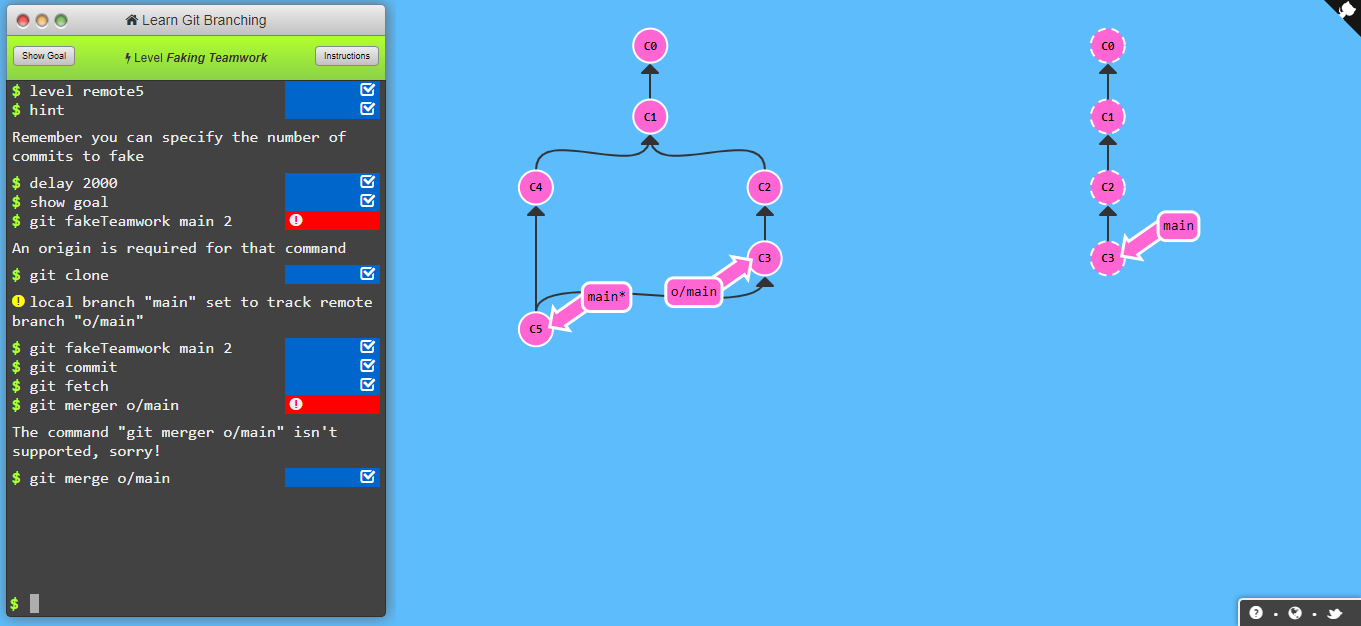 Learn Git Branching
Show Goal
Level Faking Teamwork
Instructions
$ level remote5
$ hint
Remember you can specify the number of
commits to fake
$ delay 2000
$ show goal
$ git fakeTeamwork main 2
An origin is required for that command
$ git clone
local branch "main" set to track remote
branch "o/main"
$ git fakeTeamwork main 2
$ git commit
$ git fetch
$ git merger o/main
The command "git merger o/main" isn't
supported, sorry!
$ git merge o/main
$
C0
C1
C4
C2
C3
o/main
main*
C5
C0
C1
C2
main
C3